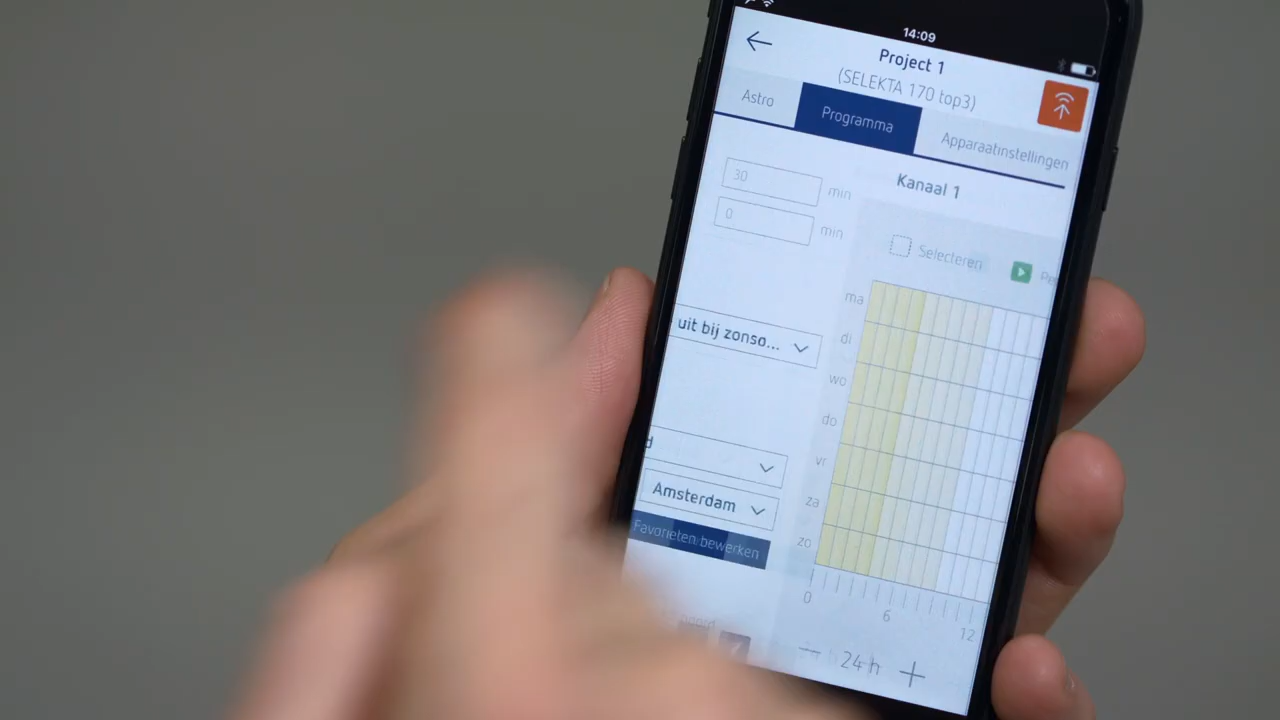 14:09
Project 1
(SELEKTA 170 top3)
Astro
Programma
Apparaatinstellingen
Kanaal 1
30 min
0 min
Selecteren
uit bij zonso...
Amsterdam
Favorieten bewerken
ma
di
wo
do
vr
za
zo
0 6 12
24 h